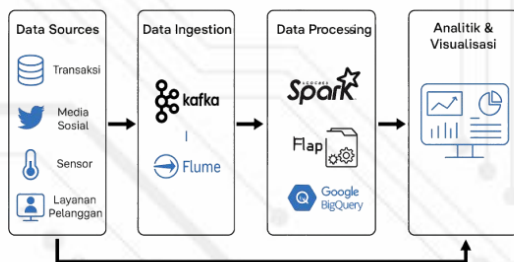 Data Sources
Transaksi
Media
Sosial
Sensor
Layanan
Pelanggan
Data Ingestion
kafka
Flume
Data Processing
APACHE
Spark
Flap
Google
BigQuery
Analitik &
Visualisasi